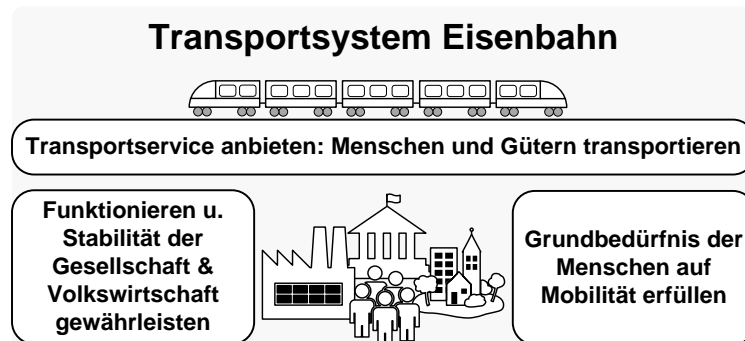 Transportsystem Eisenbahn
Transportservice anbieten: Menschen und Gütern transportieren
Funktionieren u.
Stabilität der
Gesellschaft &
Volkswirtschaft
gewährleisten
Grundbedürfnis der
Menschen auf
Mobilität erfüllen